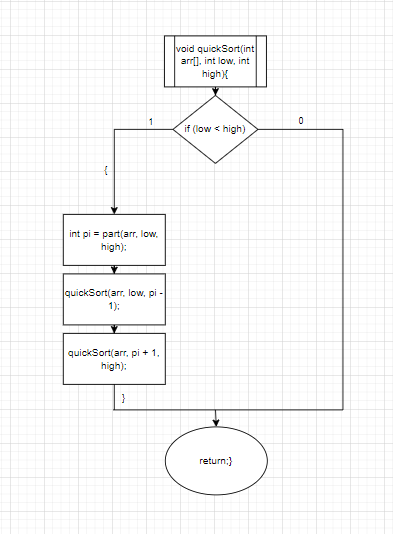 void quickSort(int
arr[], int low, int
high){
if (low < high)
1
0
{
int pi = part(arr, low,
high);
quickSort(arr, low, pi -
1);
quickSort(arr, pi + 1,
high);
}
return;}